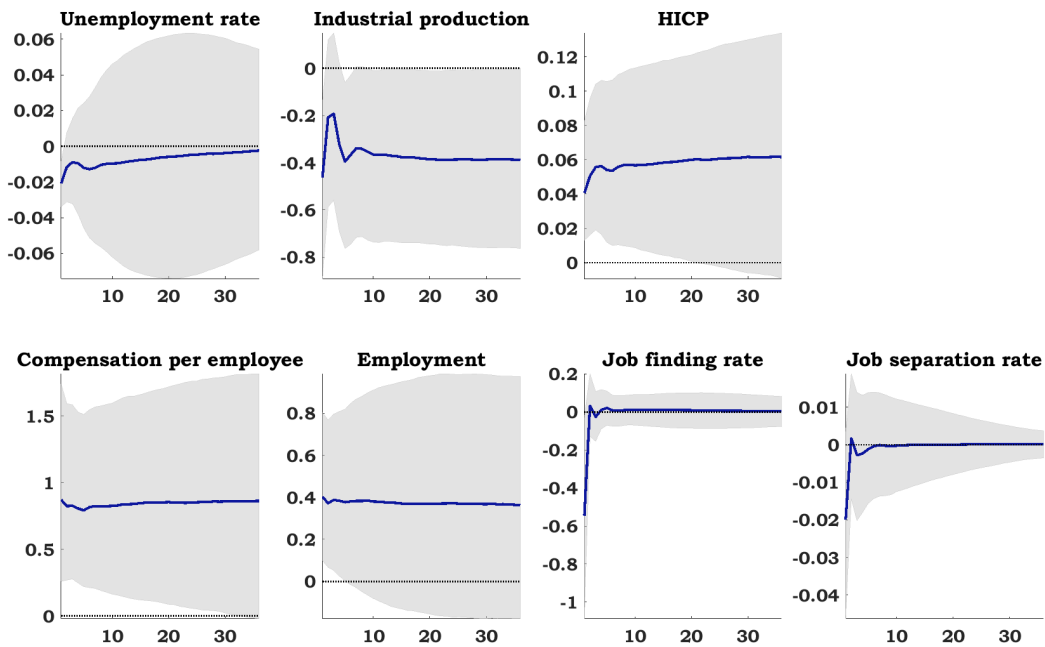 Unemployment rate
0.06
0.04
0.02
0
-0.02
-0.04
-0.06
10 20 30
Industrial production
0
-0.2
-0.4
-0.6
-0.8
10 20 30
HICP
0.12
0.1
0.08
0.06
0.04
0.02
0
10 20 30
Compensation per employee
1.5
1
0.5
0
10 20 30
Employment
0.8
0.6
0.4
0.2
0
10 20 30
Job finding rate
0.2
0
-0.2
-0.4
-0.6
-0.8
-1
10 20 30
Job separation rate
0.01
0
-0.01
-0.02
-0.03
-0.04
10 20 30